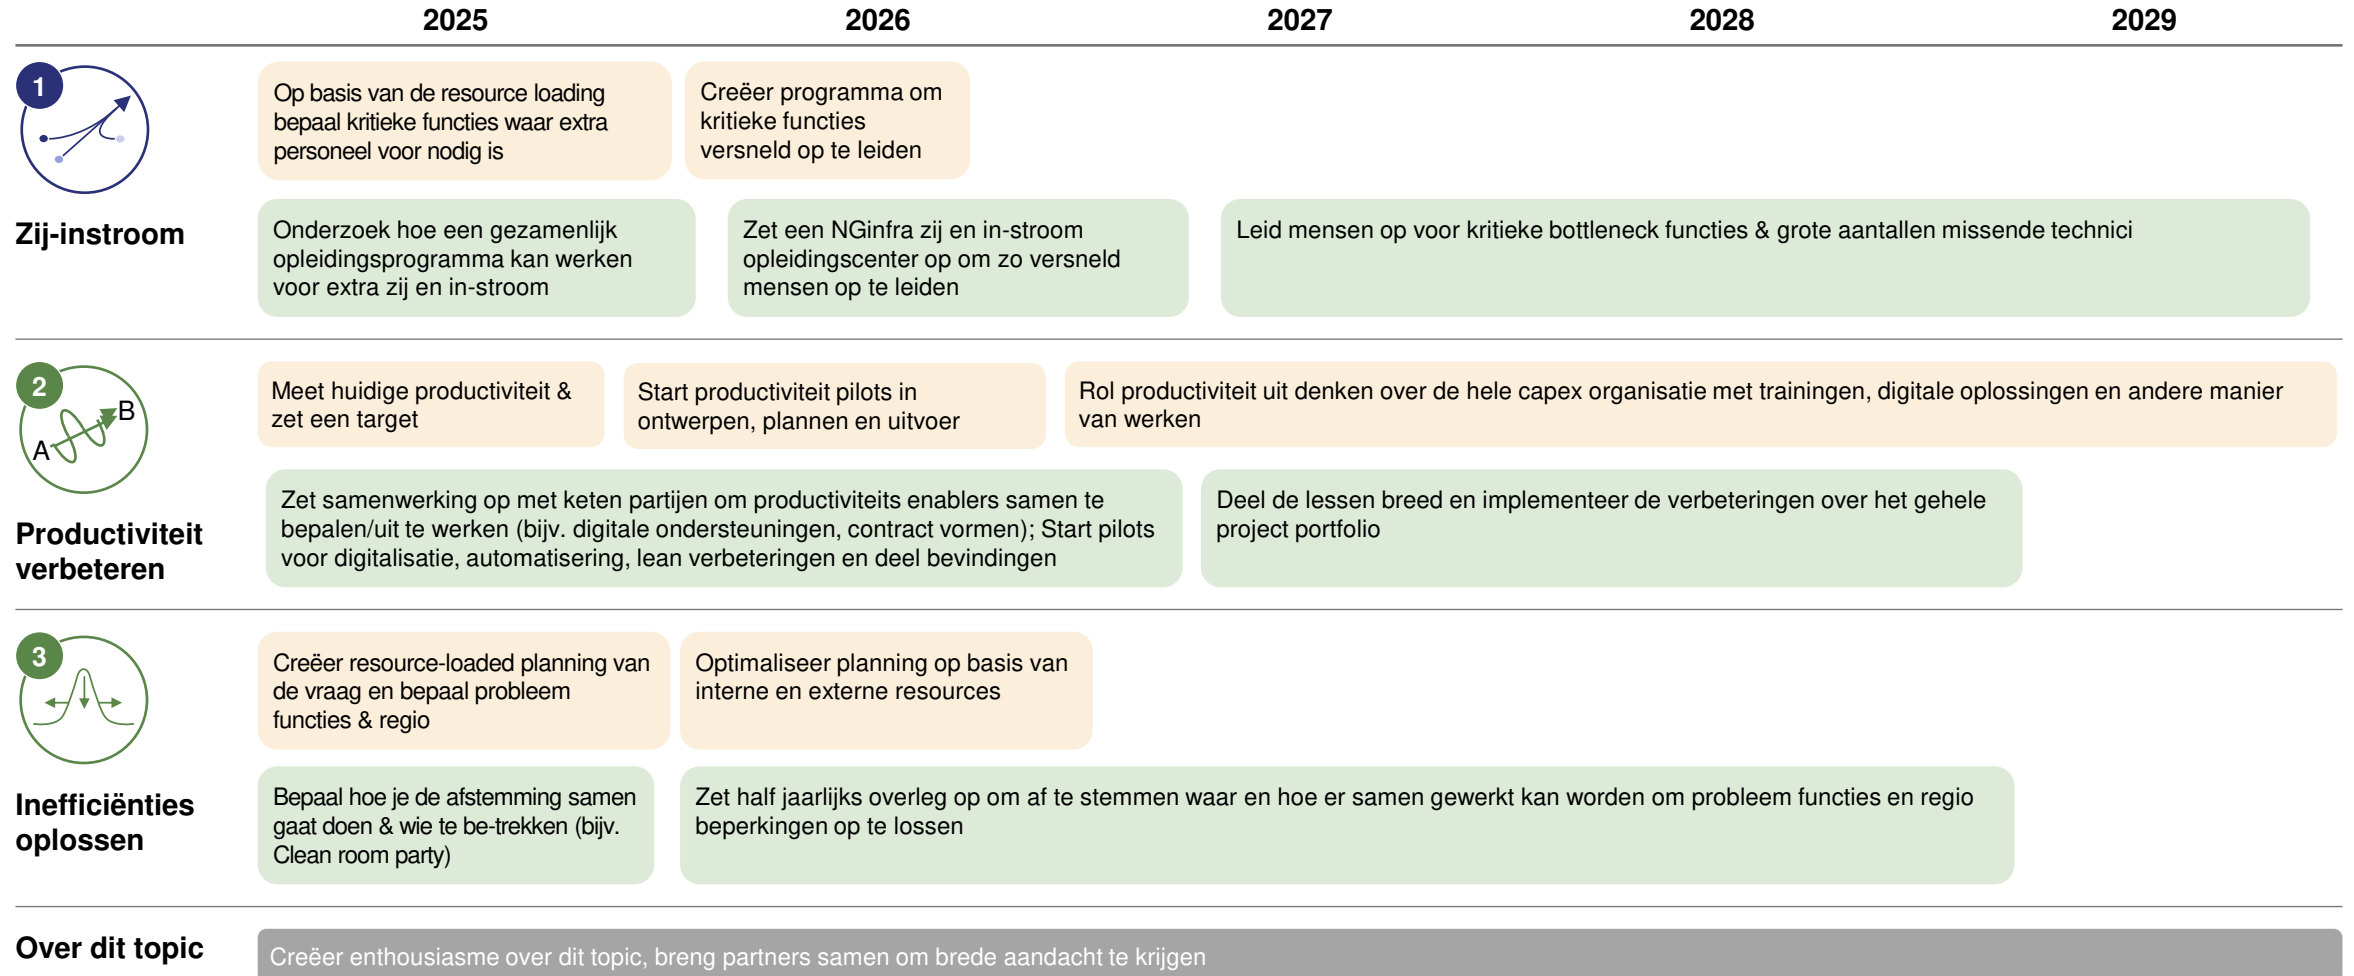 2025
2026
2027
2028
2029
1
Zij-instroom
Op basis van de resource loading
bepaal kritieke functies waar extra
personeel voor nodig is
Creëer programma om
kritieke functies
versneld op te leiden
Onderzoek hoe een gezamenlijk
opleidingsprogramma kan werken
voor extra zij en in-stroom
Zet een NGinfra zij en in-stroom
opleidingscenter op om zo versneld
mensen op te leiden
Leid mensen op voor kritieke bottleneck functies & grote aantallen missende technici
2
A
B
Productiviteit
verbeteren
Meet huidige productiviteit &
zet een target
Start productiviteit pilots in
ontwerpen, plannen en uitvoer
Rol productiviteit uit denken over de hele capex organisatie met trainingen, digitale oplossingen en andere manier
van werken
Zet samenwerking op met keten partijen om productiviteits enablers samen te
bepalen/uit te werken (bijv. digitale ondersteuningen, contract vormen); Start pilots
voor digitalisatie, automatisering, lean verbeteringen en deel bevindingen
Deel de lessen breed en implementeer de verbeteringen over het gehele
project portfolio
3
Inefficiënties
oplossen
Creëer resource-loaded planning van
de vraag en bepaal probleem
functies & regio
Optimaliseer planning op basis van
interne en externe resources
Bepaal hoe je de afstemming samen
gaat doen & wie te be-trekken (bijv.
Clean room party)
Zet half jaarlijks overleg op om af te stemmen waar en hoe er samen gewerkt kan worden om probleem functies en regio
beperkingen op te lossen
Over dit topic
Creëer enthousiasme over dit topic, breng partners samen om brede aandacht te krijgen